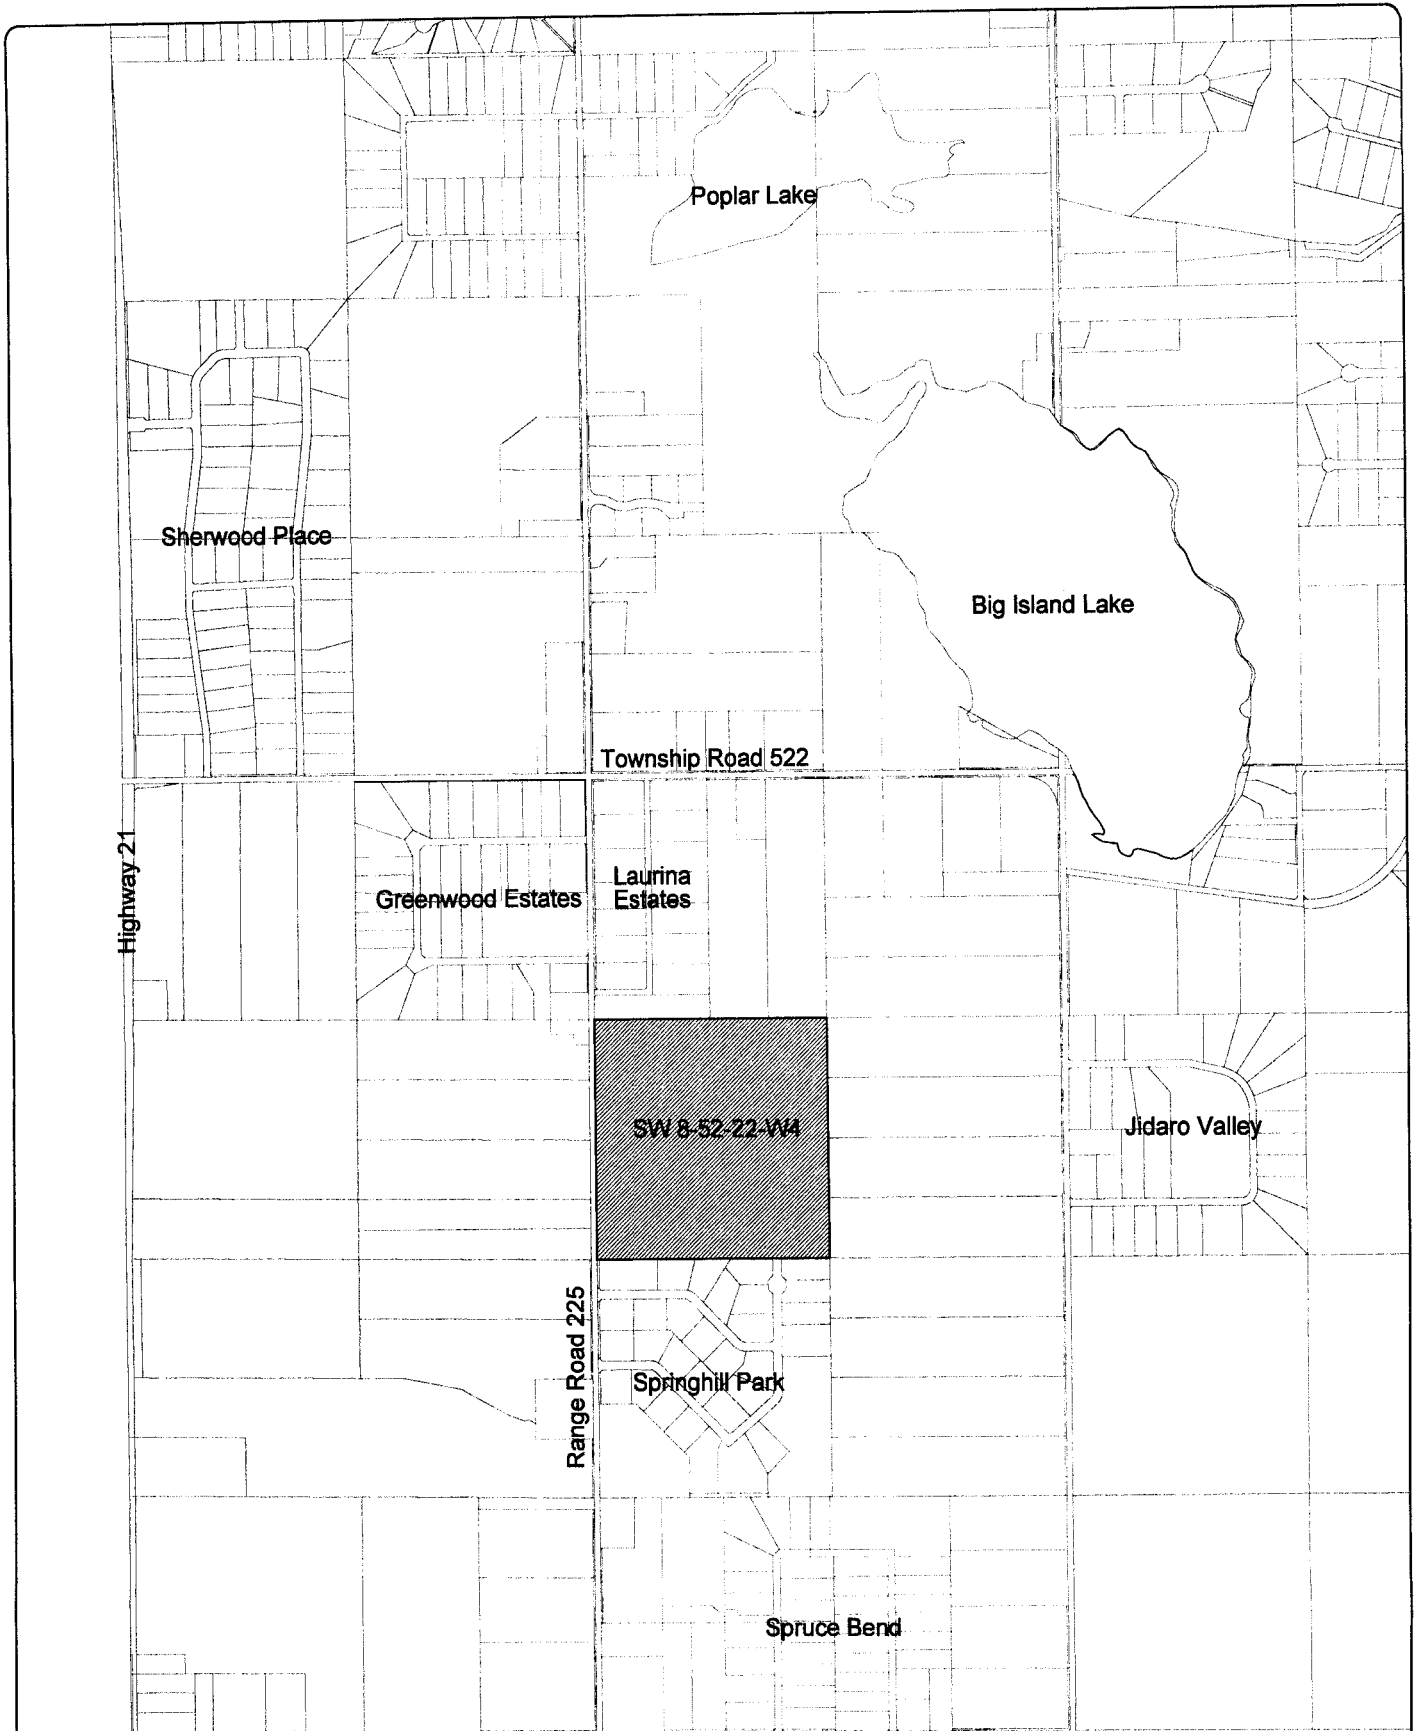 Poplar Lake
Sherwood Place
Big Island Lake
Township Road 522
Highway 21
Greenwood Estates
Laurina
Estates
SW 8-52-22-W4
Jidaro Valley
Range Road 225
Springhill Park
Spruce Bend